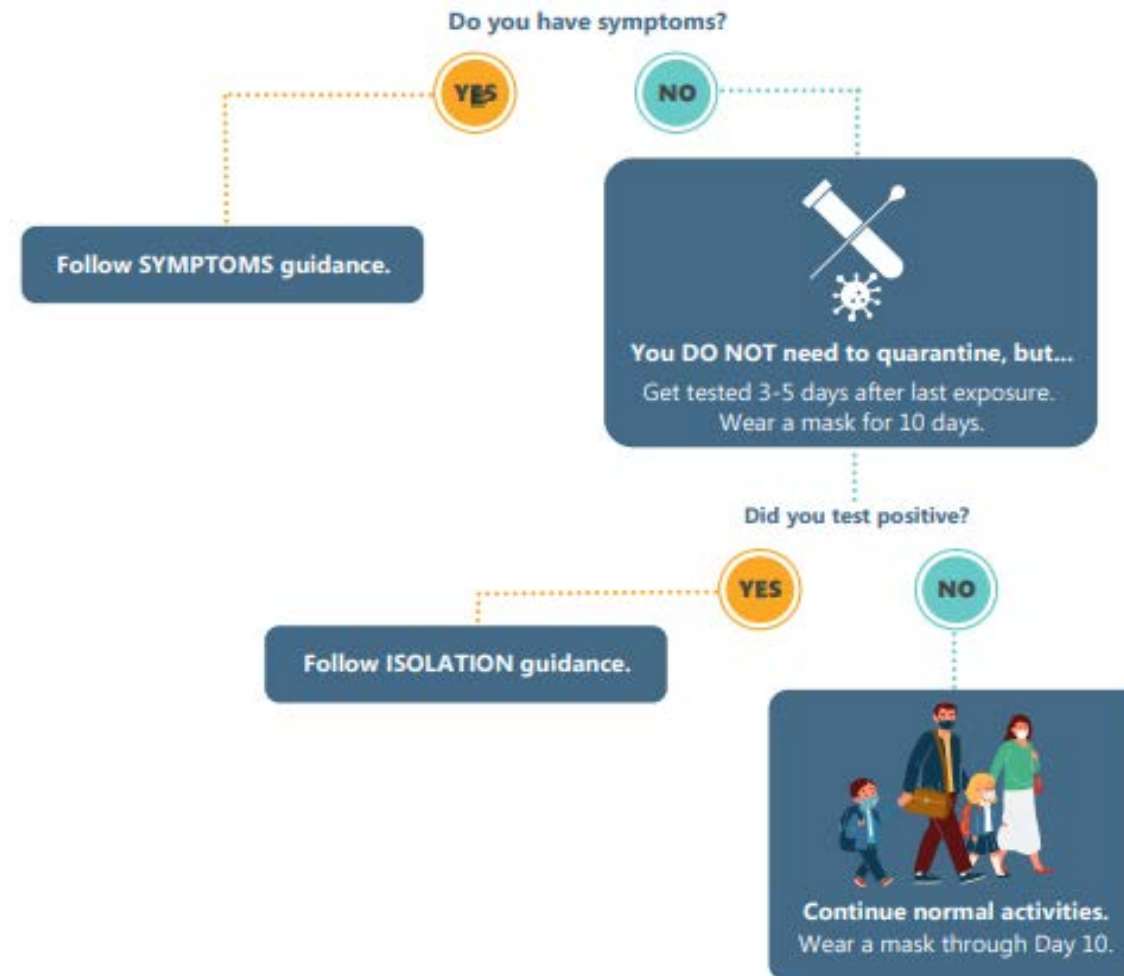 Do you have symptoms?
YES
NO
Follow SYMPTOMS guidance.
You DO NOT need to quarantine, but...
Get tested 3-5 days after last exposure.
Wear a mask for 10 days.
Did you test positive?
YES
NO
Follow ISOLATION guidance.
Continue normal activities.
Wear a mask through Day 10.